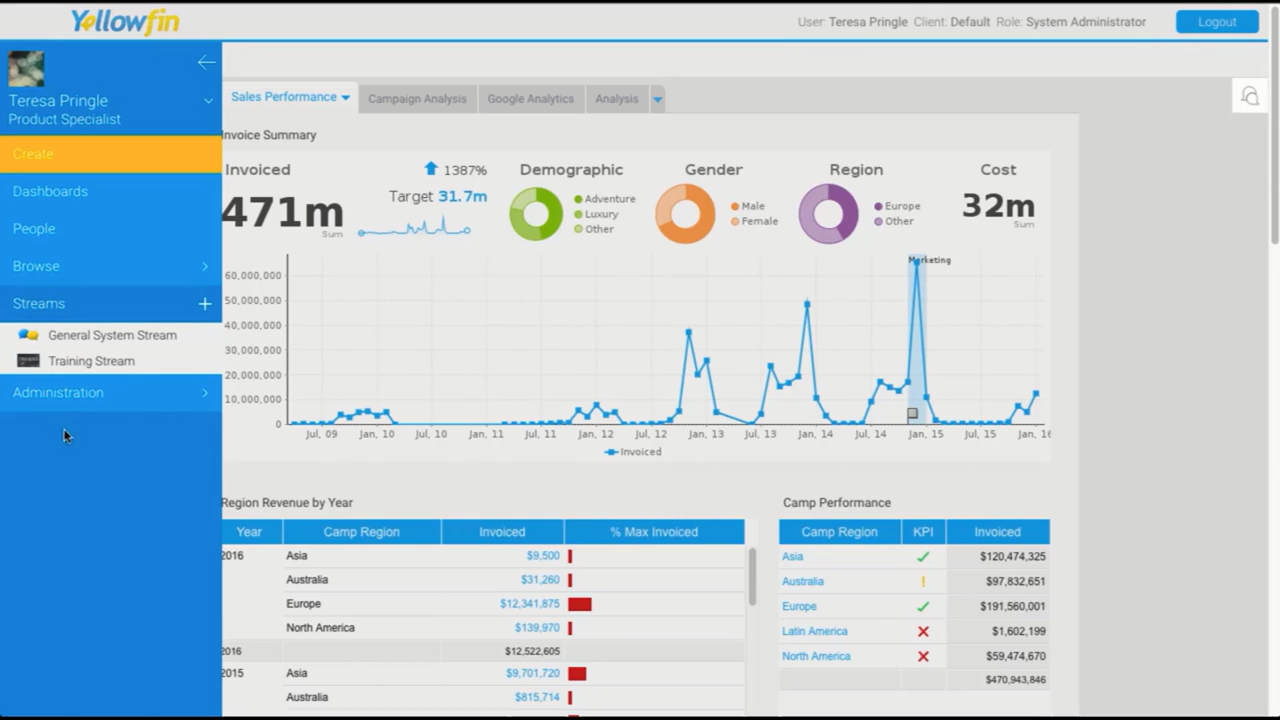 Yellowfin
User: Teresa Pringle Client: Default Role: System Administrator
Logout
Teresa Pringle
Product Specialist
Create
Dashboards
People
Browse
Streams
General System Stream
Training Stream
Administration
Sales Performance
Campaign Analysis
Google Analytics
Analysis
Invoice Summary
Invoiced
1387%
471m
Sum
Target 31.7m
Demographic
Adventure
Luxury
Other
Gender
Male
Female
Region
Europe
Other
Cost
32m
Sum
Marketing
60,000,000
50,000,000
40,000,000
30,000,000
20,000,000
10,000,000
0
Jul, 09 Jan, 10 Jul, 10 Jan, 11 Jul, 11 Jan, 12 Jul, 12 Jan, 13 Jul, 13 Jan, 14 Jul, 14 Jan, 15 Jul, 15 Jan, 16
Invoiced
Region Revenue by Year
Year Camp Region Invoiced % Max Invoiced
2016 Asia $9,500
Australia $31,260
Europe $12,341,875
North America $139,970
2016 $12,522,605
2015 Asia $9,701,720
Australia $815,714
Camp Performance
Camp Region KPI Invoiced
Asia $120,474,325
Australia ! $97,832,651
Europe $191,560,001
Latin America $1,602,199
North America $59,474,670
$470,943,846